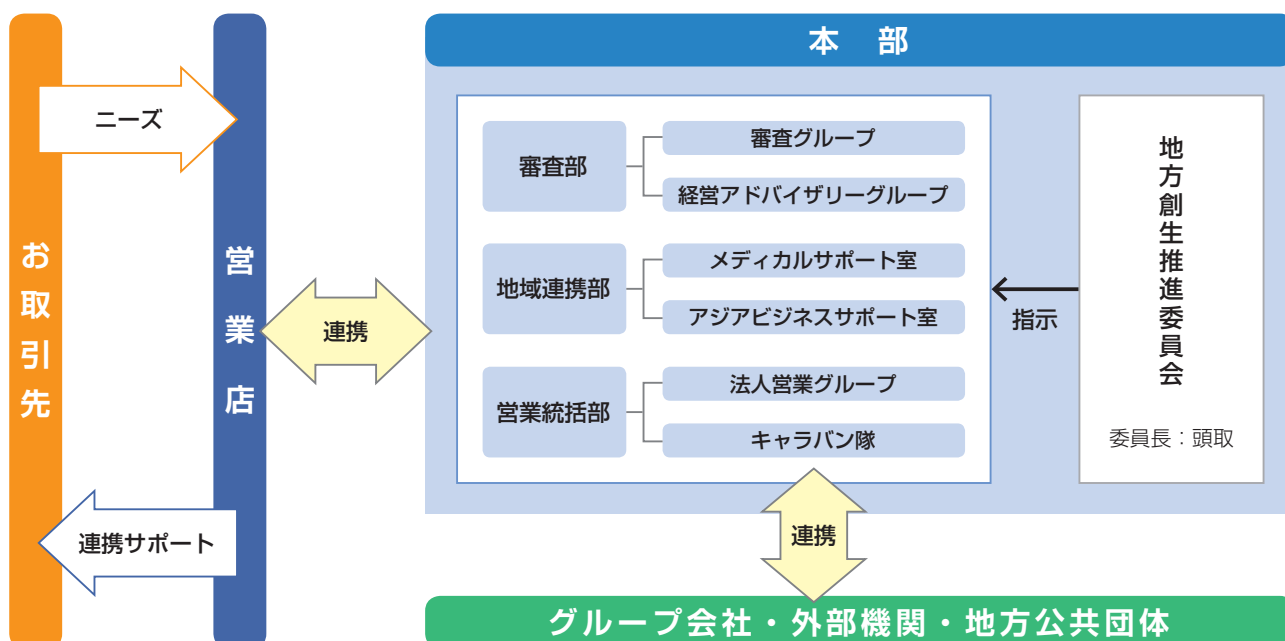 お取引先
ニーズ
営業店
連携サポート
連携
本部
審査部
審査グループ
経営アドバイザリーグループ
地域連携部
メディカルサポート室
アジアビジネスサポート室
営業統括部
法人営業グループ
キャラバン隊
指示
地方創生推進委員会
委員長：頭取
連携
グループ会社・外部機関・地方公共団体